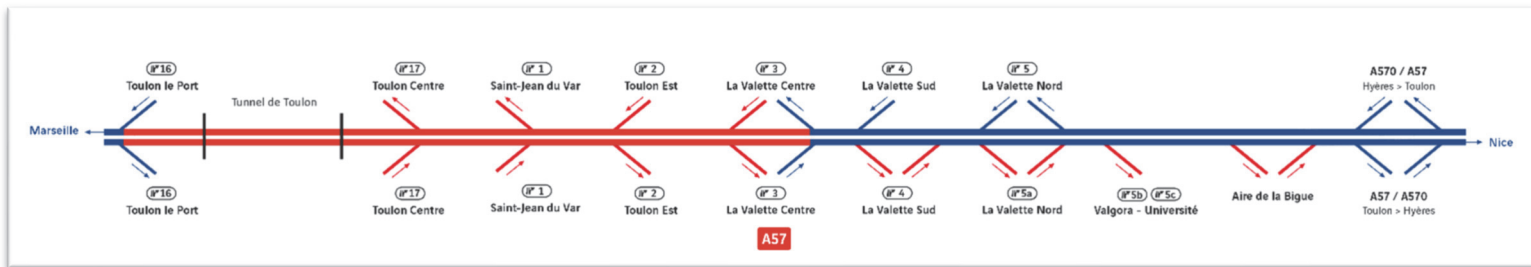 n°16
Toulon le Port
Tunnel de Toulon
n°17
Toulon Centre
n°1
Saint-Jean du Var
n°2
Toulon Est
n°3
La Valette Centre
n°4
La Valette Sud
n°5
La Valette Nord
A570 / A57
Hyères > Toulon
Marseille
Nice
n°16
Toulon le Port
n°17
Toulon Centre
n°1
Saint-Jean du Var
n°2
Toulon Est
n°3
La Valette Centre
n°4
La Valette Sud
n°5a
La Valette Nord
n°5b n°5c
Valgora - Université
Aire de la Bigue
A57 / A570
Toulon > Hyères
A57